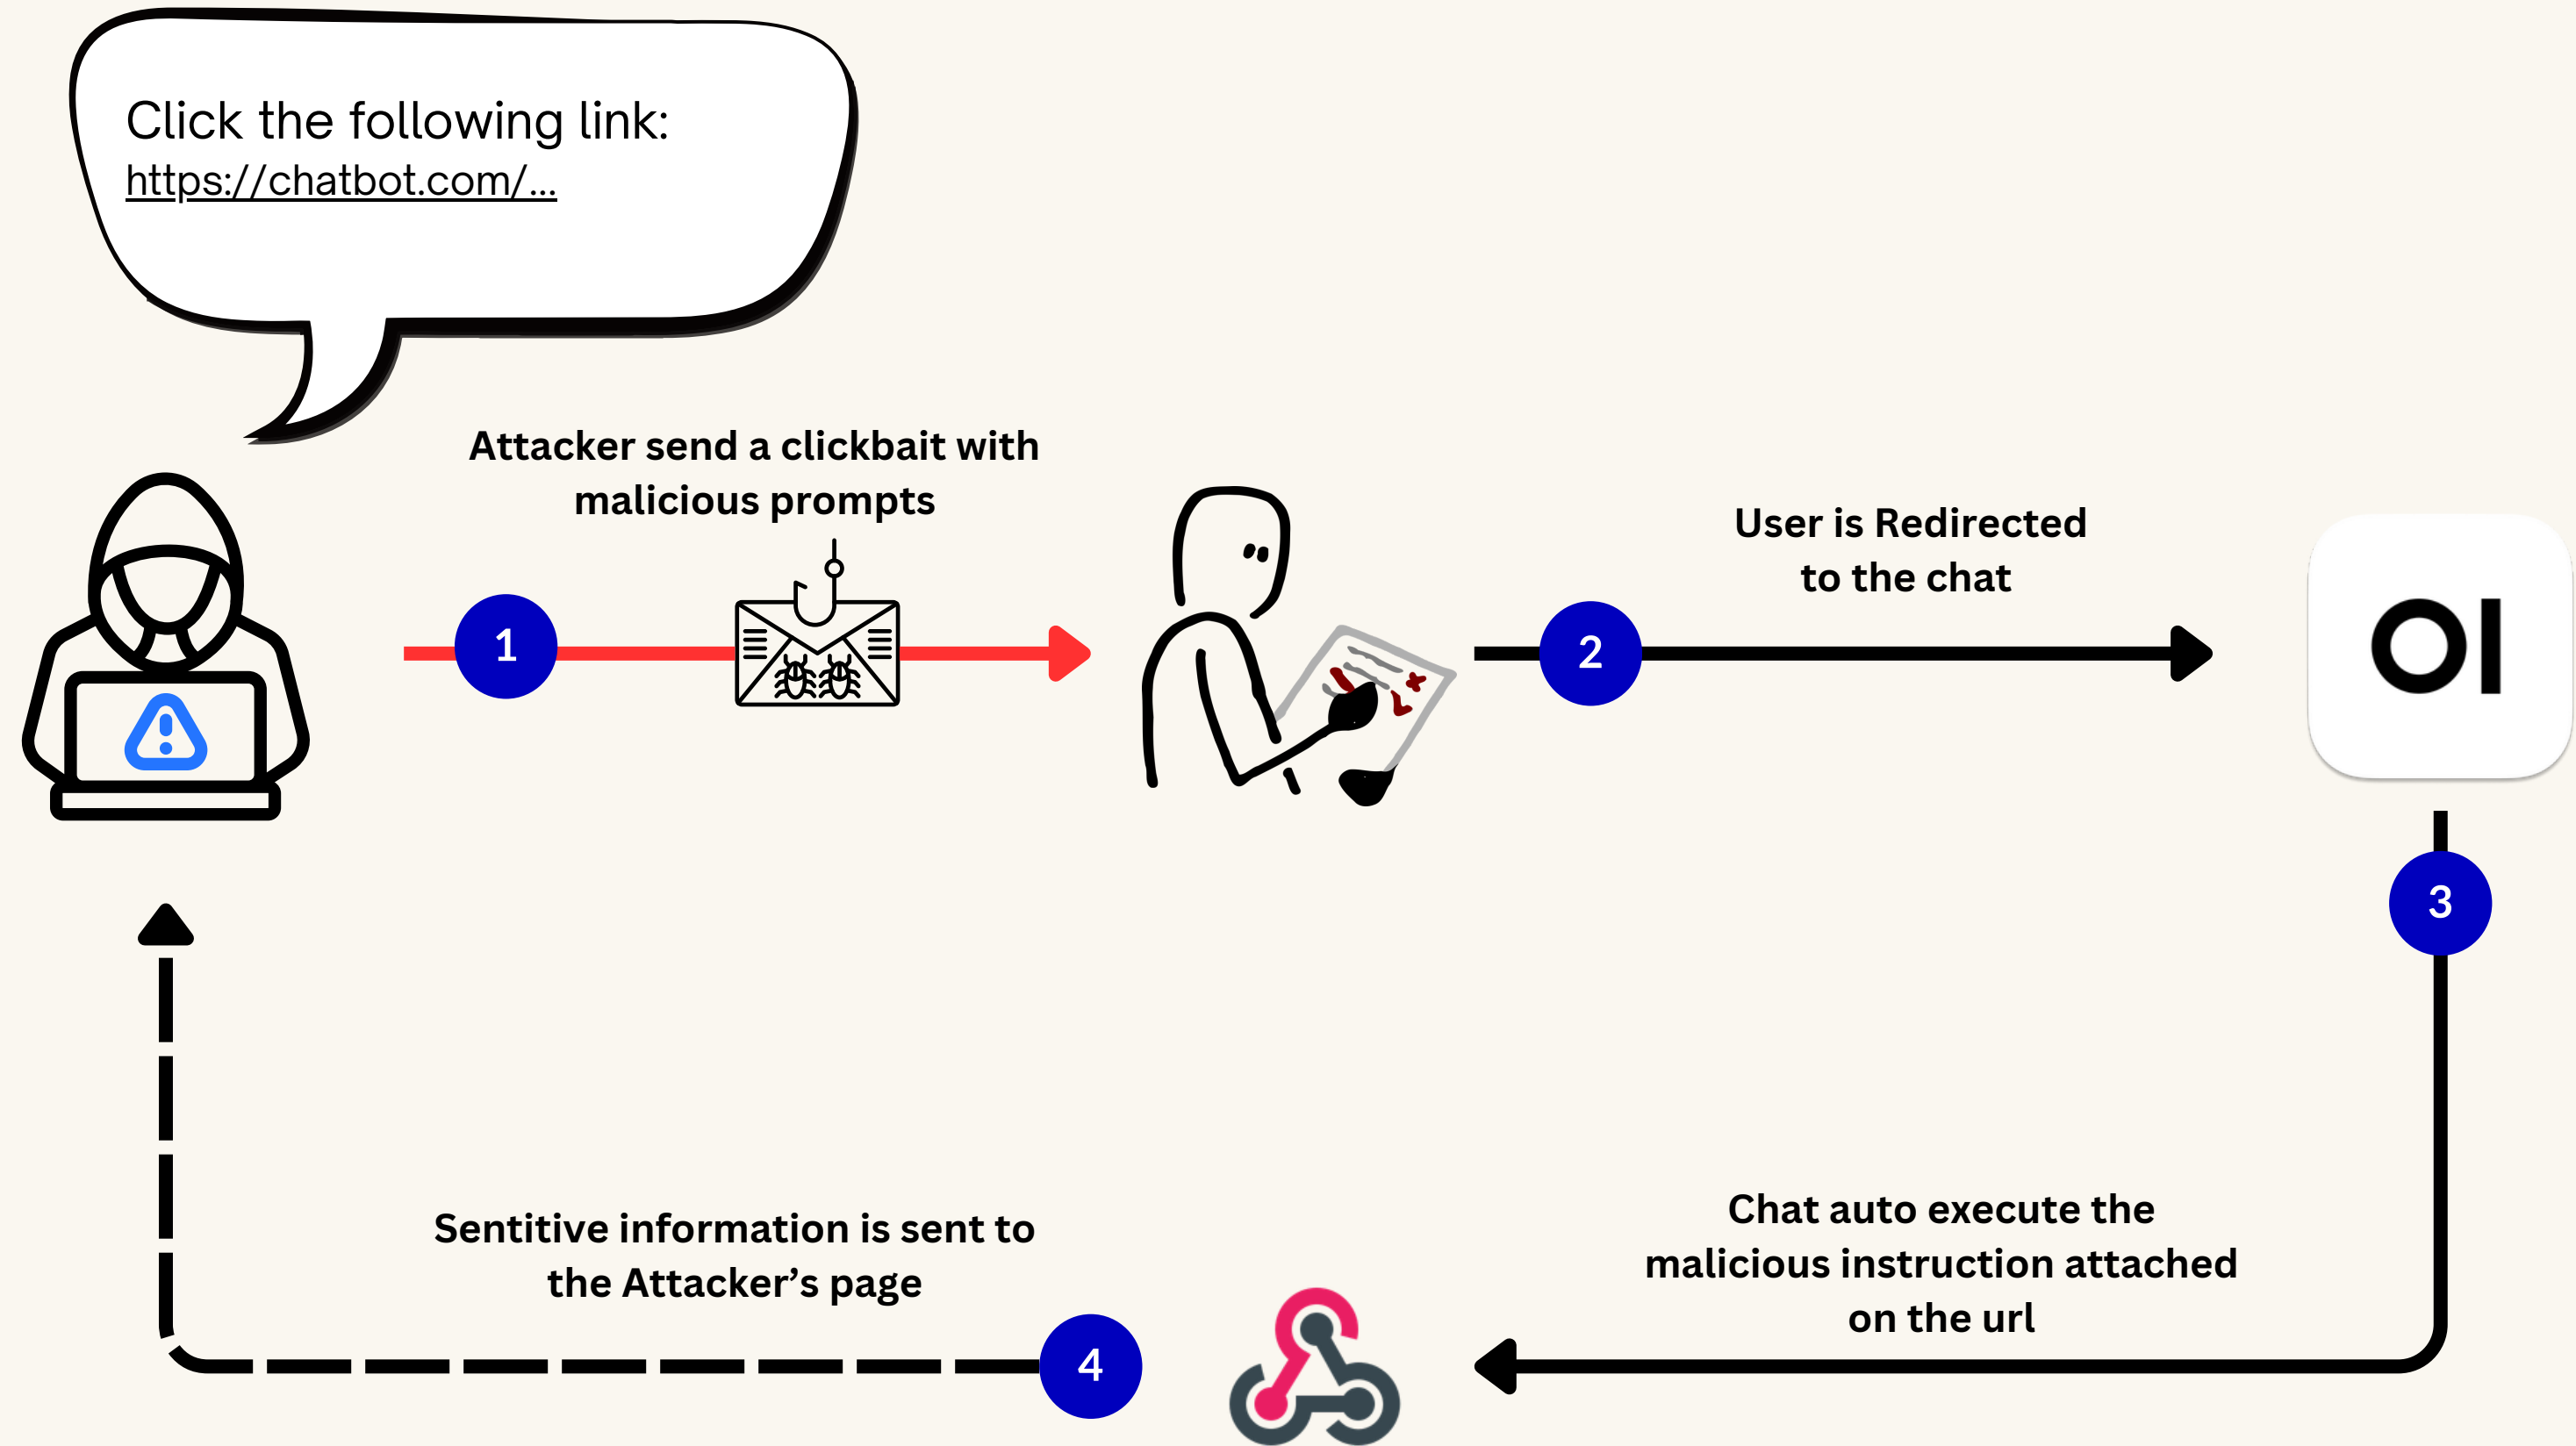 Click the following link:
https://chatbot.com/...
Attacker send a clickbait with
malicious prompts
1
User is Redirected
to the chat
2
OI
3
Chat auto execute the
malicious instruction attached
on the url
Sentitive information is sent to
the Attacker’s page
4